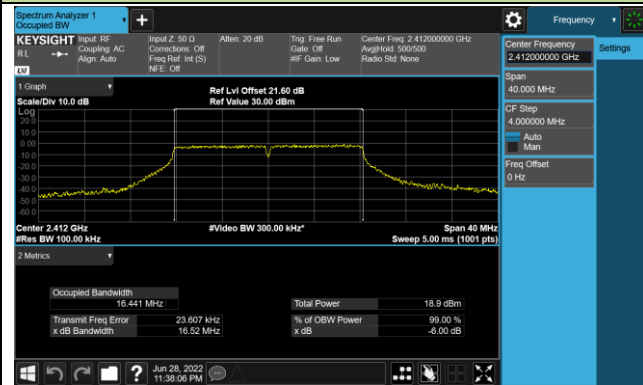 Spectrum Analyzer 1
Occupied BW
Frequency
KEYSIGHT
RL
LXI
Input: RF
Coupling: AC
Align: Auto
Input Z: 50 Ω
Corrections: Off
Freq Ref: Int (S)
NFE: Off
Atten: 20 dB
Trig: Free Run
Gate: Off
#IF Gain: Low
Center Freq: 2.412000000 GHz
Avg|Hold: 500/500
Radio Std: None
Center Frequency
2.412000000 GHz
Settings
Span
40.000 MHz
CF Step
4.000000 MHz
Auto
Man
Freq Offset
0 Hz
1 Graph
Scale/Div 10.0 dB
Ref Lvl Offset 21.60 dB
Ref Value 30.00 dBm
Log
20.0
10.0
0.00
-10.0
-20.0
-30.0
-40.0
-50.0
-60.0
Center 2.412 GHz
#Video BW 300.00 kHz*
Span 40 MHz
#Res BW 100.00 kHz
Sweep 5.00 ms (1001 pts)
2 Metrics
Occupied Bandwidth
16.441 MHz
Total Power 18.9 dBm
Transmit Freq Error 23.607 kHz
% of OBW Power 99.00 %
x dB Bandwidth 16.52 MHz
x dB -6.00 dB
Jun 28, 2022
11:38:06 PM